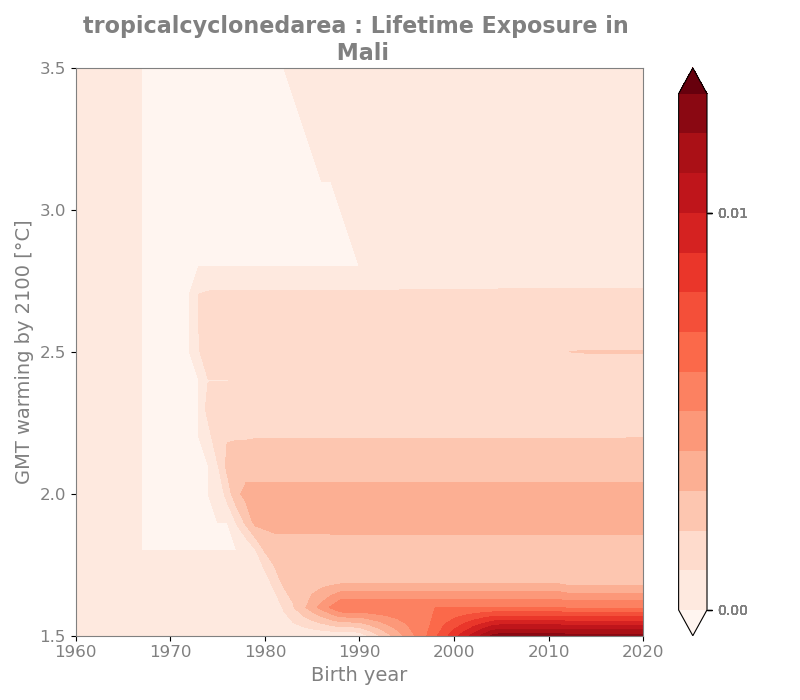 tropicalcyclonedarea : Lifetime Exposure in
Mali
3.5
3.0
2.5
2.0
1.5
GMT warming by 2100 [°C]
1960 1970 1980 1990 2000 2010 2020
Birth year
0.01
0.00